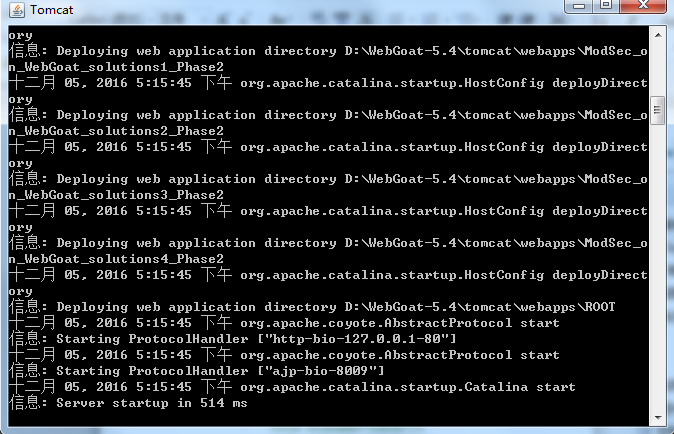 Tomcat
ory
信息: Deploying web application directory D:\WebGoat-5.4\tomcat\webapps\ModSec_o
n_WebGoat_solutions1_Phase2
十二月 05, 2016 5:15:45 下午 org.apache.catalina.startup.HostConfig deployDirect
ory
信息: Deploying web application directory D:\WebGoat-5.4\tomcat\webapps\ModSec_o
n_WebGoat_solutions2_Phase2
十二月 05, 2016 5:15:45 下午 org.apache.catalina.startup.HostConfig deployDirect
ory
信息: Deploying web application directory D:\WebGoat-5.4\tomcat\webapps\ModSec_o
n_WebGoat_solutions3_Phase2
十二月 05, 2016 5:15:45 下午 org.apache.catalina.startup.HostConfig deployDirect
ory
信息: Deploying web application directory D:\WebGoat-5.4\tomcat\webapps\ModSec_o
n_WebGoat_solutions4_Phase2
十二月 05, 2016 5:15:45 下午 org.apache.catalina.startup.HostConfig deployDirect
ory
信息: Deploying web application directory D:\WebGoat-5.4\tomcat\webapps\ROOT
十二月 05, 2016 5:15:45 下午 org.apache.coyote.AbstractProtocol start
信息: Starting ProtocolHandler ["http-bio-127.0.0.1-80"]
十二月 05, 2016 5:15:45 下午 org.apache.coyote.AbstractProtocol start
信息: Starting ProtocolHandler ["ajp-bio-8009"]
十二月 05, 2016 5:15:45 下午 org.apache.catalina.startup.Catalina start
信息: Server startup in 514 ms